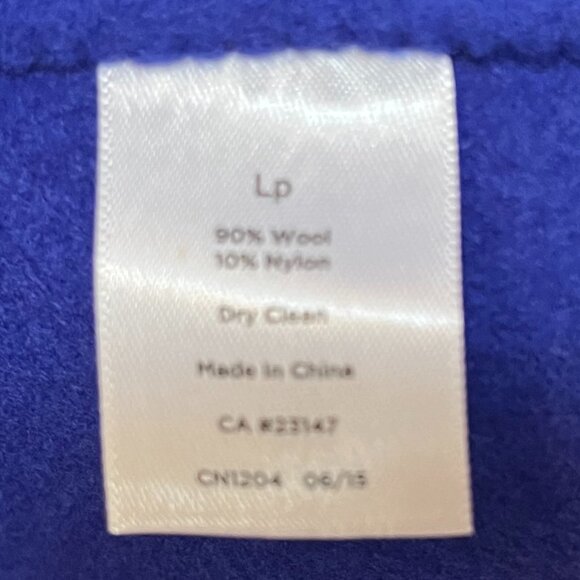 Lp
90% Wool
10% Nylon
Dry Clean
Made in China
CA #23147
CN1204 06/15